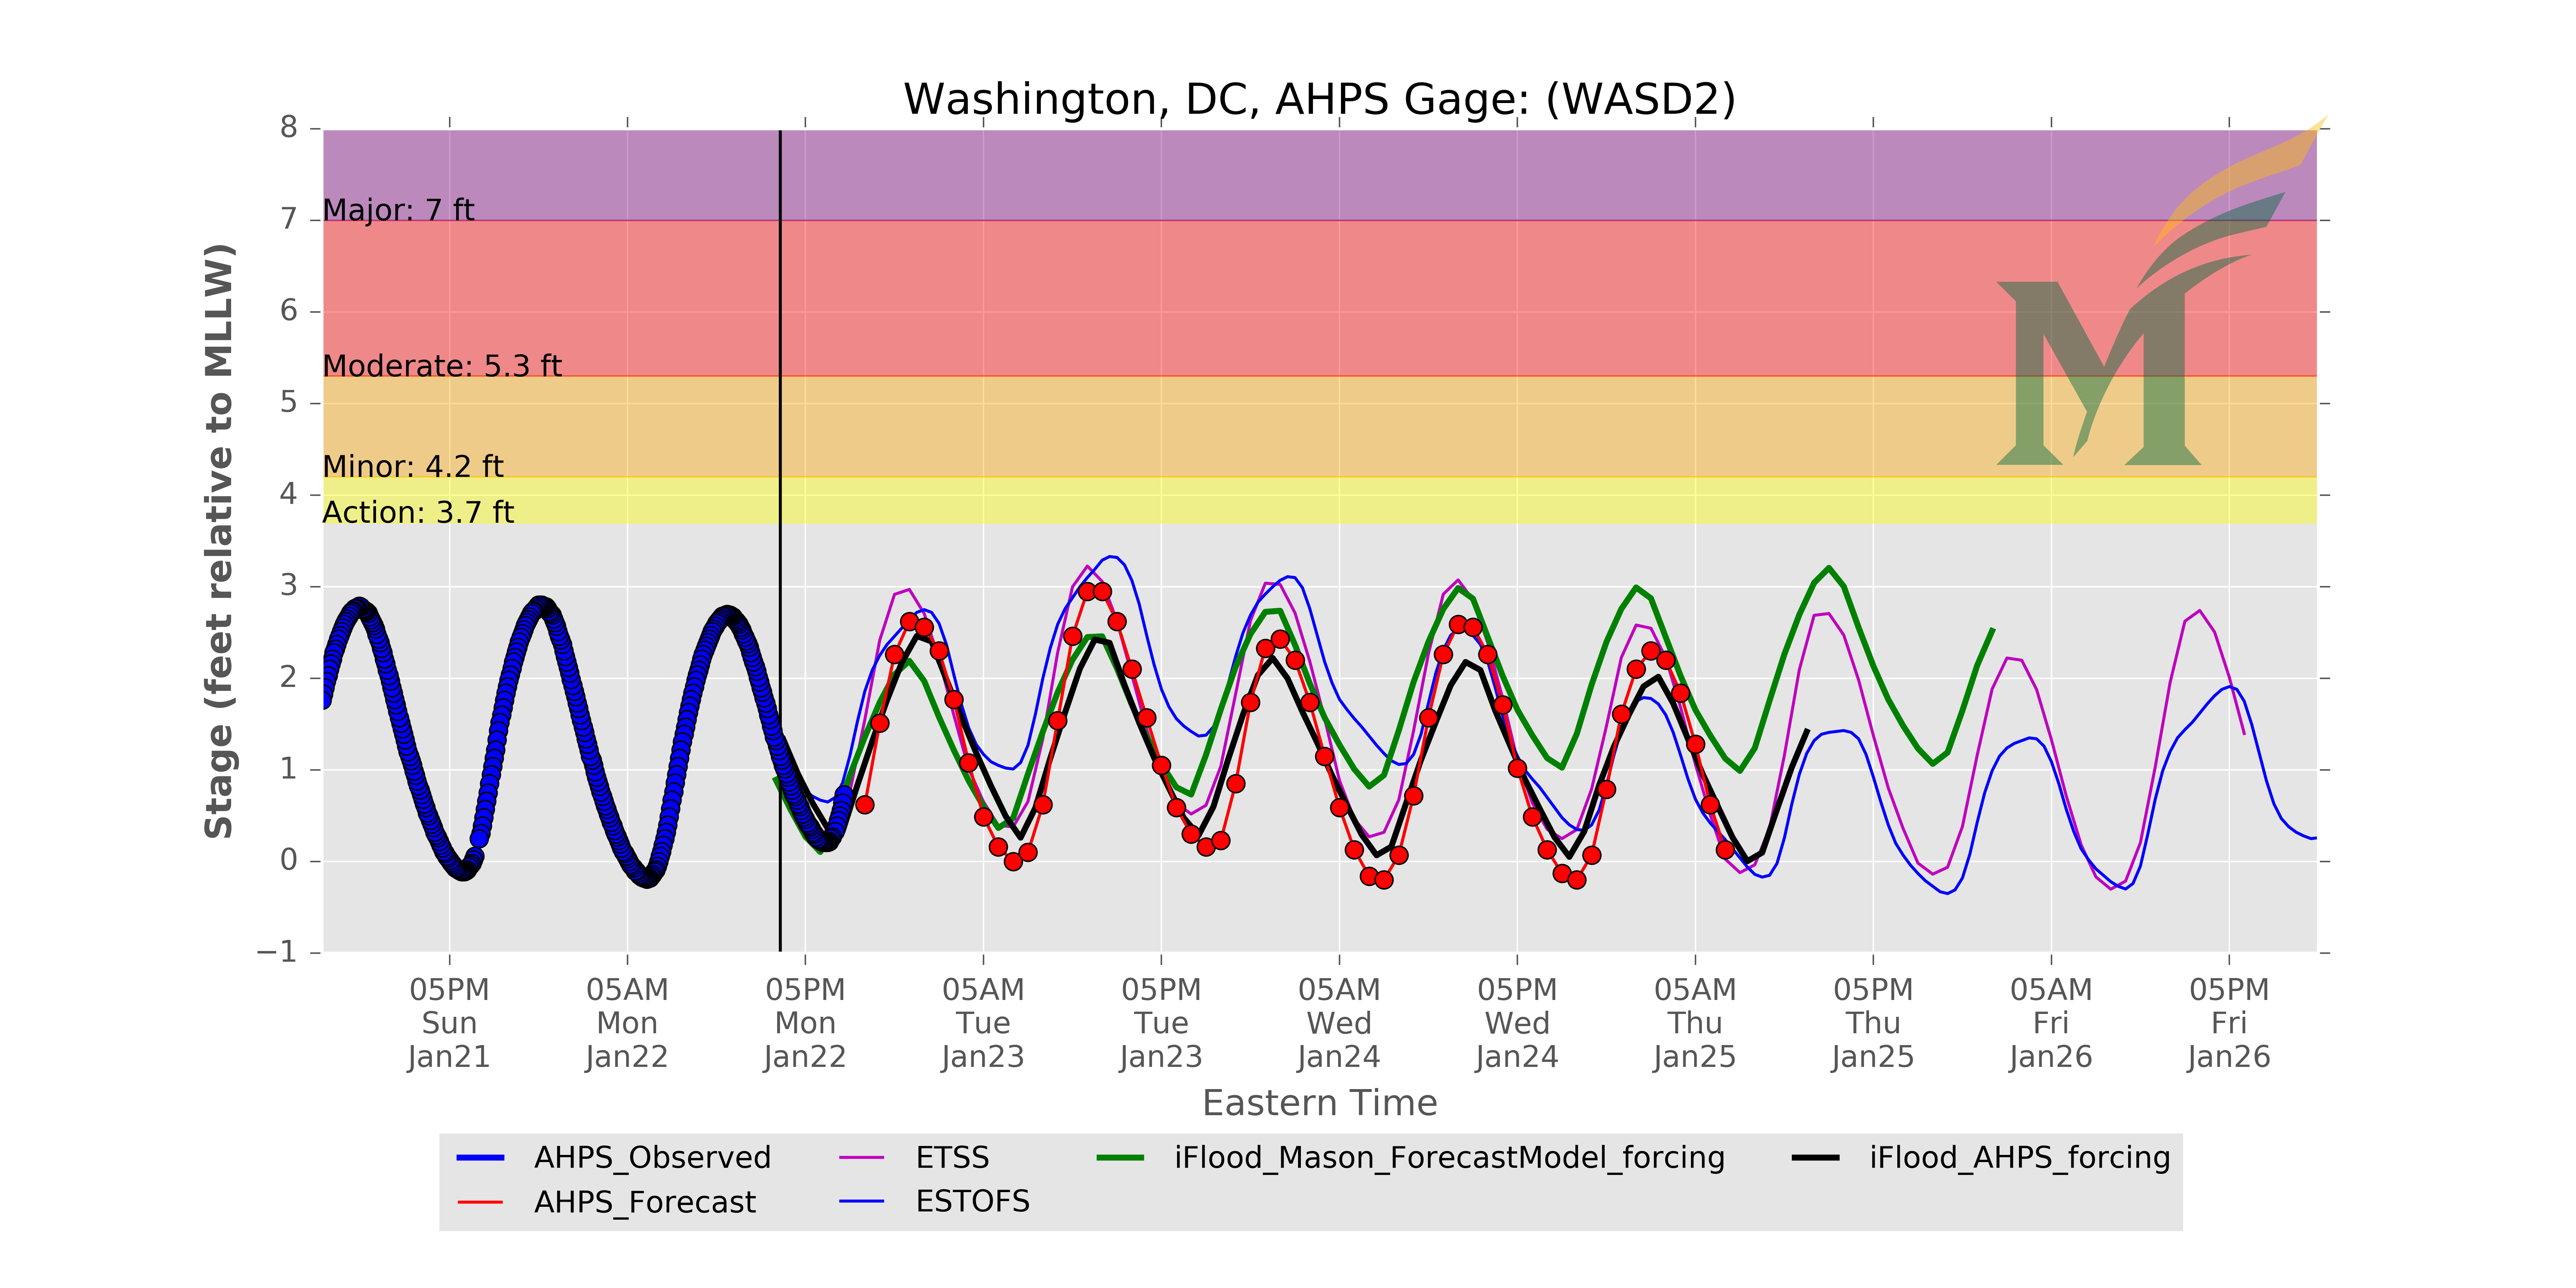 Washington, DC, AHPS Gage: (WASD2)
Stage (feet relative to MLLW)
8
7
6
5
4
3
2
1
0
−1
Major: 7 ft
Moderate: 5.3 ft
Minor: 4.2 ft
Action: 3.7 ft
05PM 05AM 05PM 05AM 05PM 05AM 05PM 05AM 05PM 05AM 05PM
Sun Mon Mon Tue Tue Wed Wed Thu Thu Fri Fri
Jan21 Jan22 Jan22 Jan23 Jan23 Jan24 Jan24 Jan25 Jan25 Jan26 Jan26
Eastern Time
AHPS_Observed ETSS iFlood_Mason_ForecastModel_forcing iFlood_AHPS_forcing
AHPS_Forecast ESTOFS
M